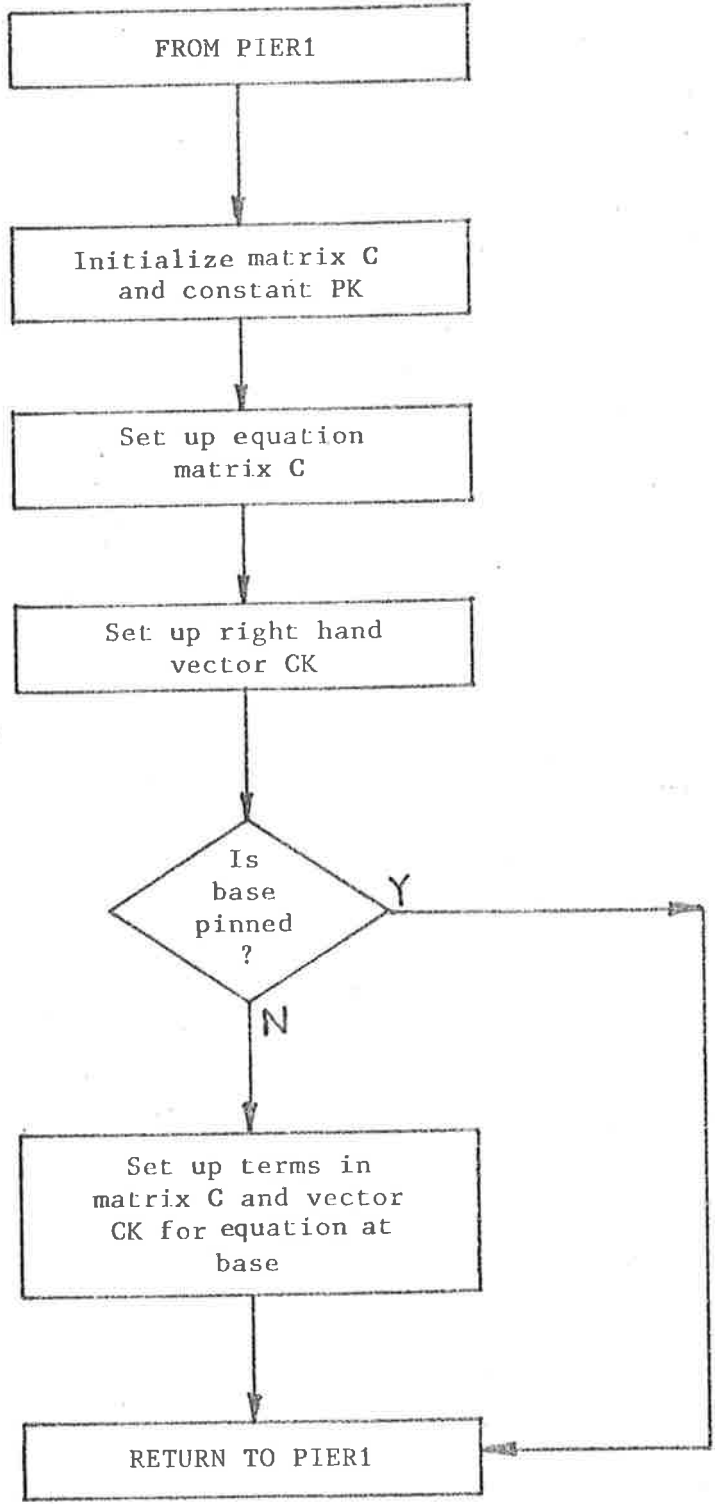 FROM PIER1
Initialize matrix C
and constant PK
Set up equation
matrix C
Set up right hand
vector CK
Is
base
pinned
?
Y
N
Set up terms in
matrix C and vector
CK for equation at
base
RETURN TO PIER1